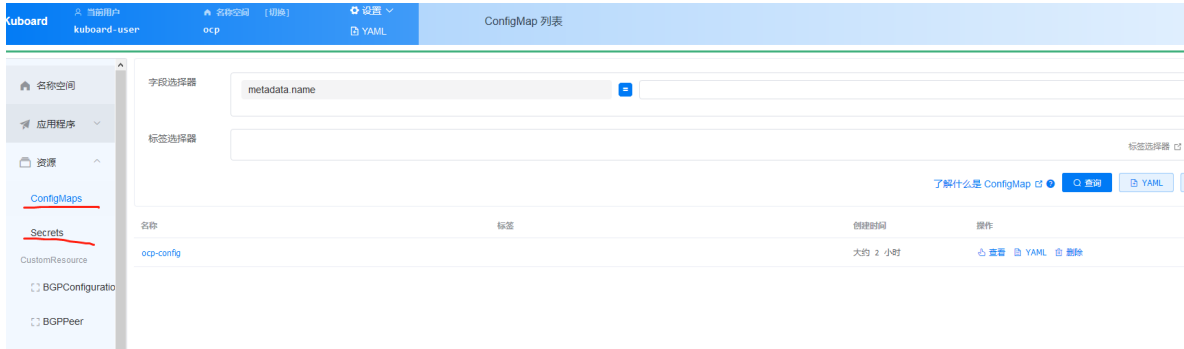 Kuboard
当前用户
名称空间 [切换]
设置
kuboard-user
ocp
YAML
ConfigMap 列表
名称空间
应用程序
资源
ConfigMaps
Secrets
CustomResource
BGPConfiguratio
BGPPeer
字段选择器
metadata.name
=
标签选择器
标签选择器
了解什么是 ConfigMap
查询
YAML
名称 标签 创建时间 操作
ocp-config 大约 2 小时 查看 YAML 删除